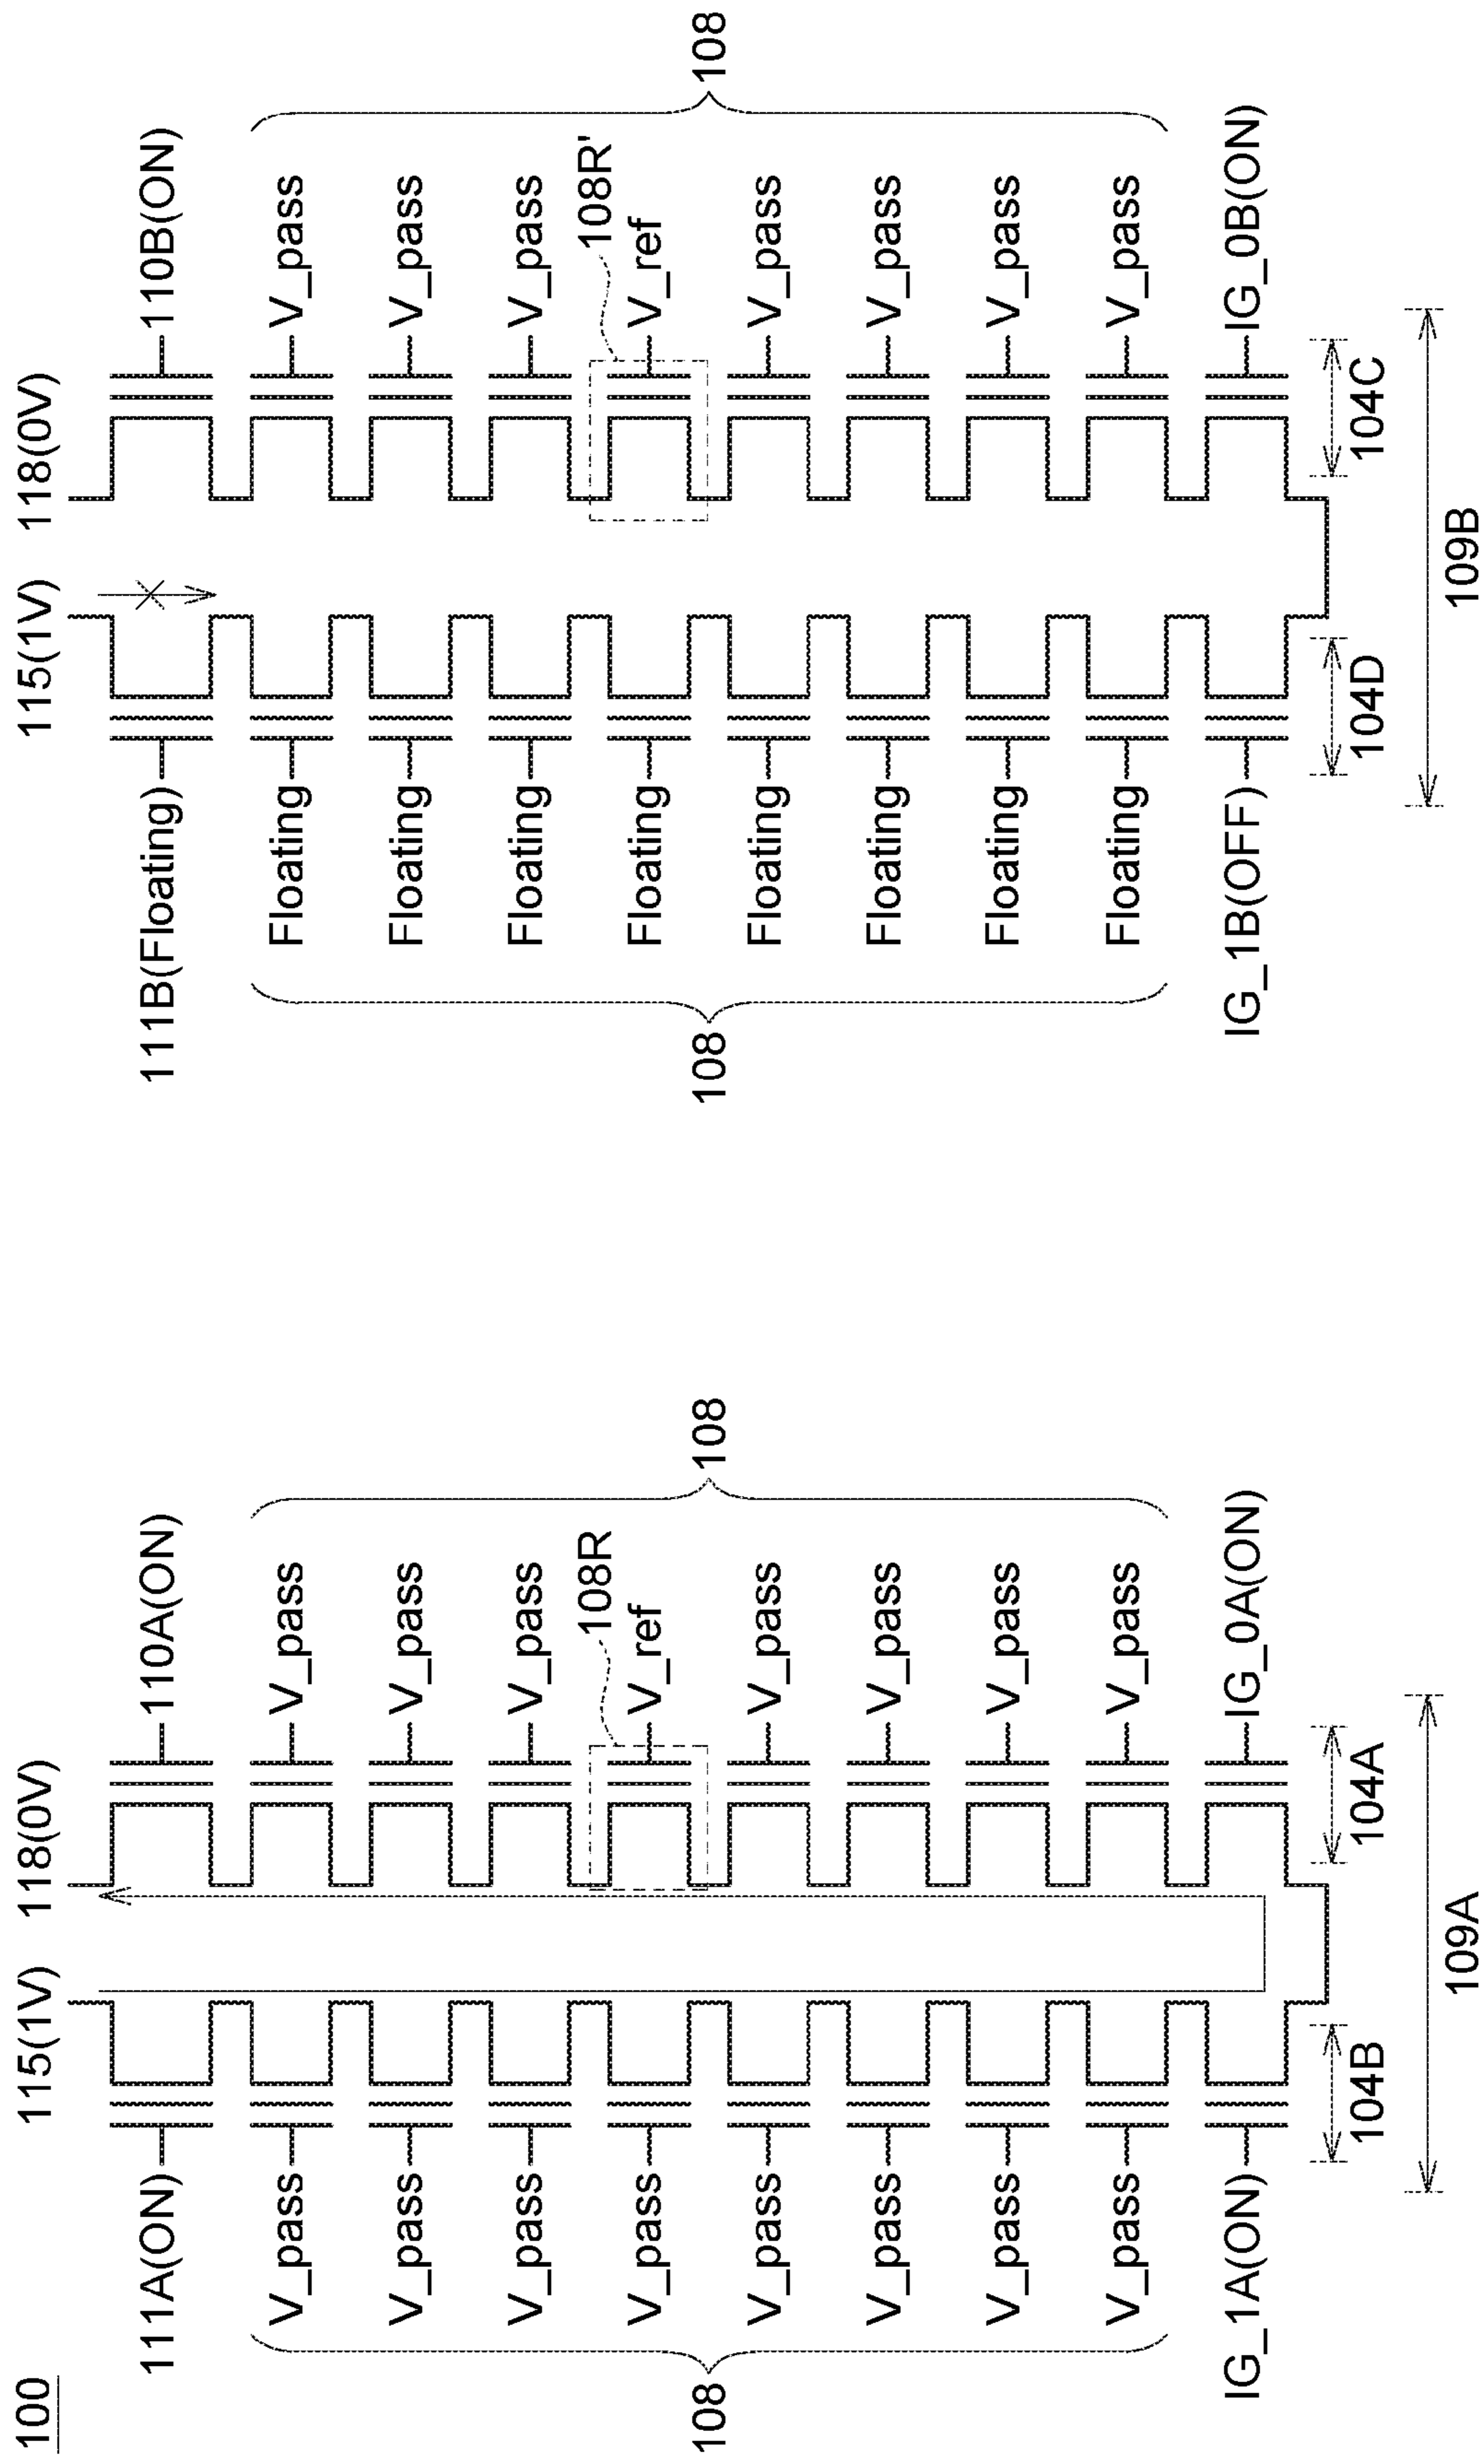 100
111A(ON)
115(1V)
118(0V)
110A(ON)
V_pass
V_pass
V_pass
V_pass
V_pass
V_pass
V_pass
V_pass
108
V_pass
V_pass
V_pass
108R
V_ref
V_pass
V_pass
V_pass
V_pass
108
IG_1A(ON)
IG_0A(ON)
104B
104A
109A
111B(Floating)
115(1V)
118(0V)
110B(ON)
Floating
Floating
Floating
Floating
Floating
Floating
Floating
Floating
108
V_pass
V_pass
V_pass
108R'
V_ref
V_pass
V_pass
V_pass
V_pass
108
IG_1B(OFF)
IG_0B(ON)
104D
104C
109B